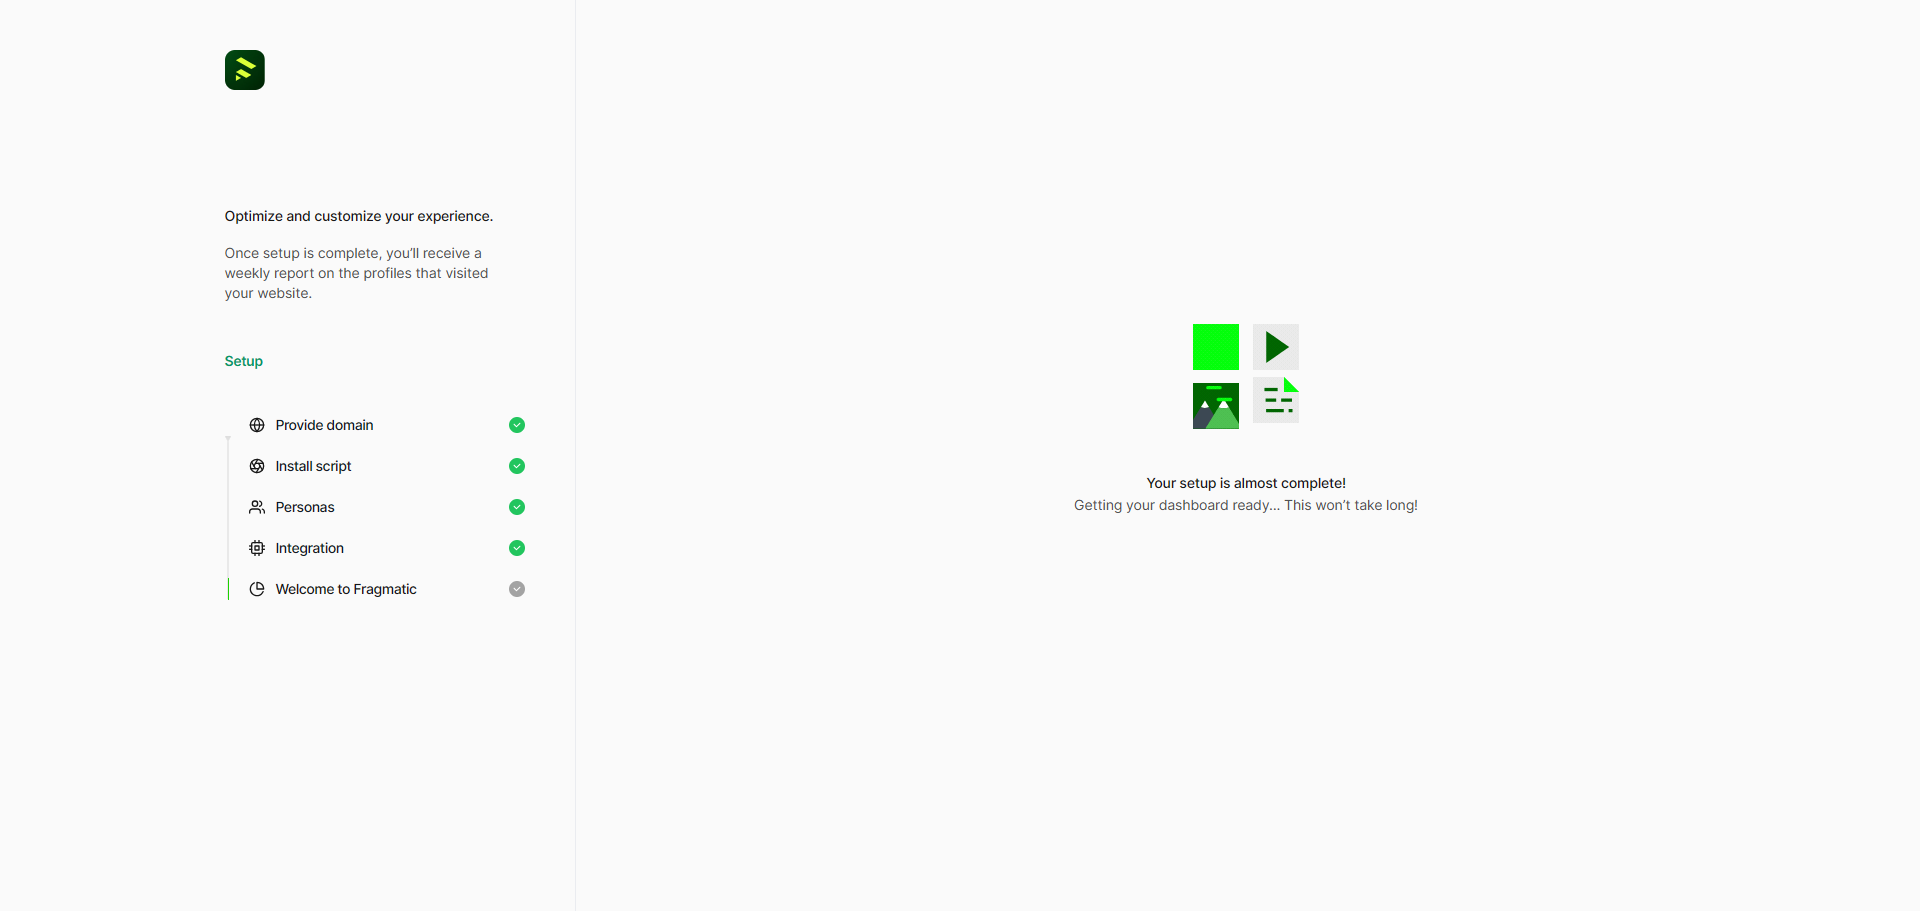 Optimize and customize your experience.
Once setup is complete, you’ll receive a
weekly report on the profiles that visited
your website.
Setup
Provide domain
Install script
Personas
Integration
Welcome to Fragmatic
Your setup is almost complete!
Getting your dashboard ready... This won’t take long!